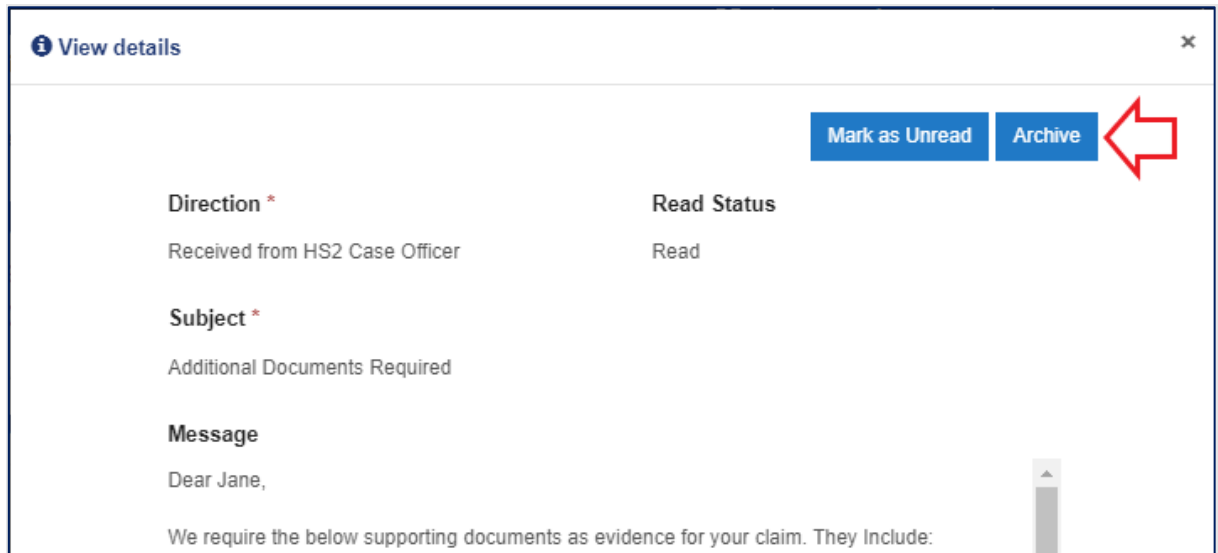 View details
×
Mark as Unread Archive
Direction * Read Status
Received from HS2 Case Officer Read
Subject *
Additional Documents Required
Message
Dear Jane,
We require the below supporting documents as evidence for your claim. They Include: